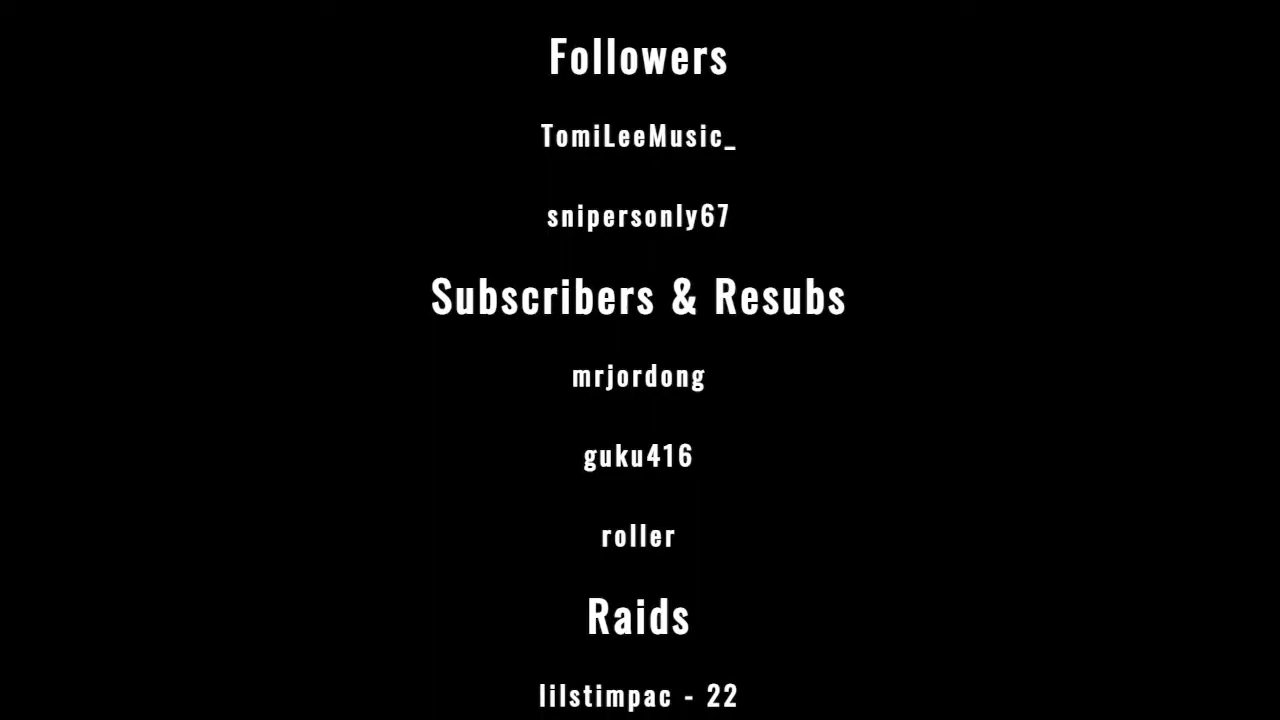 Followers
TomiLeeMusic_
snipersonly67
Subscribers & Resubs
mrjordong
guku416
roller
Raids
lilstimpac - 22